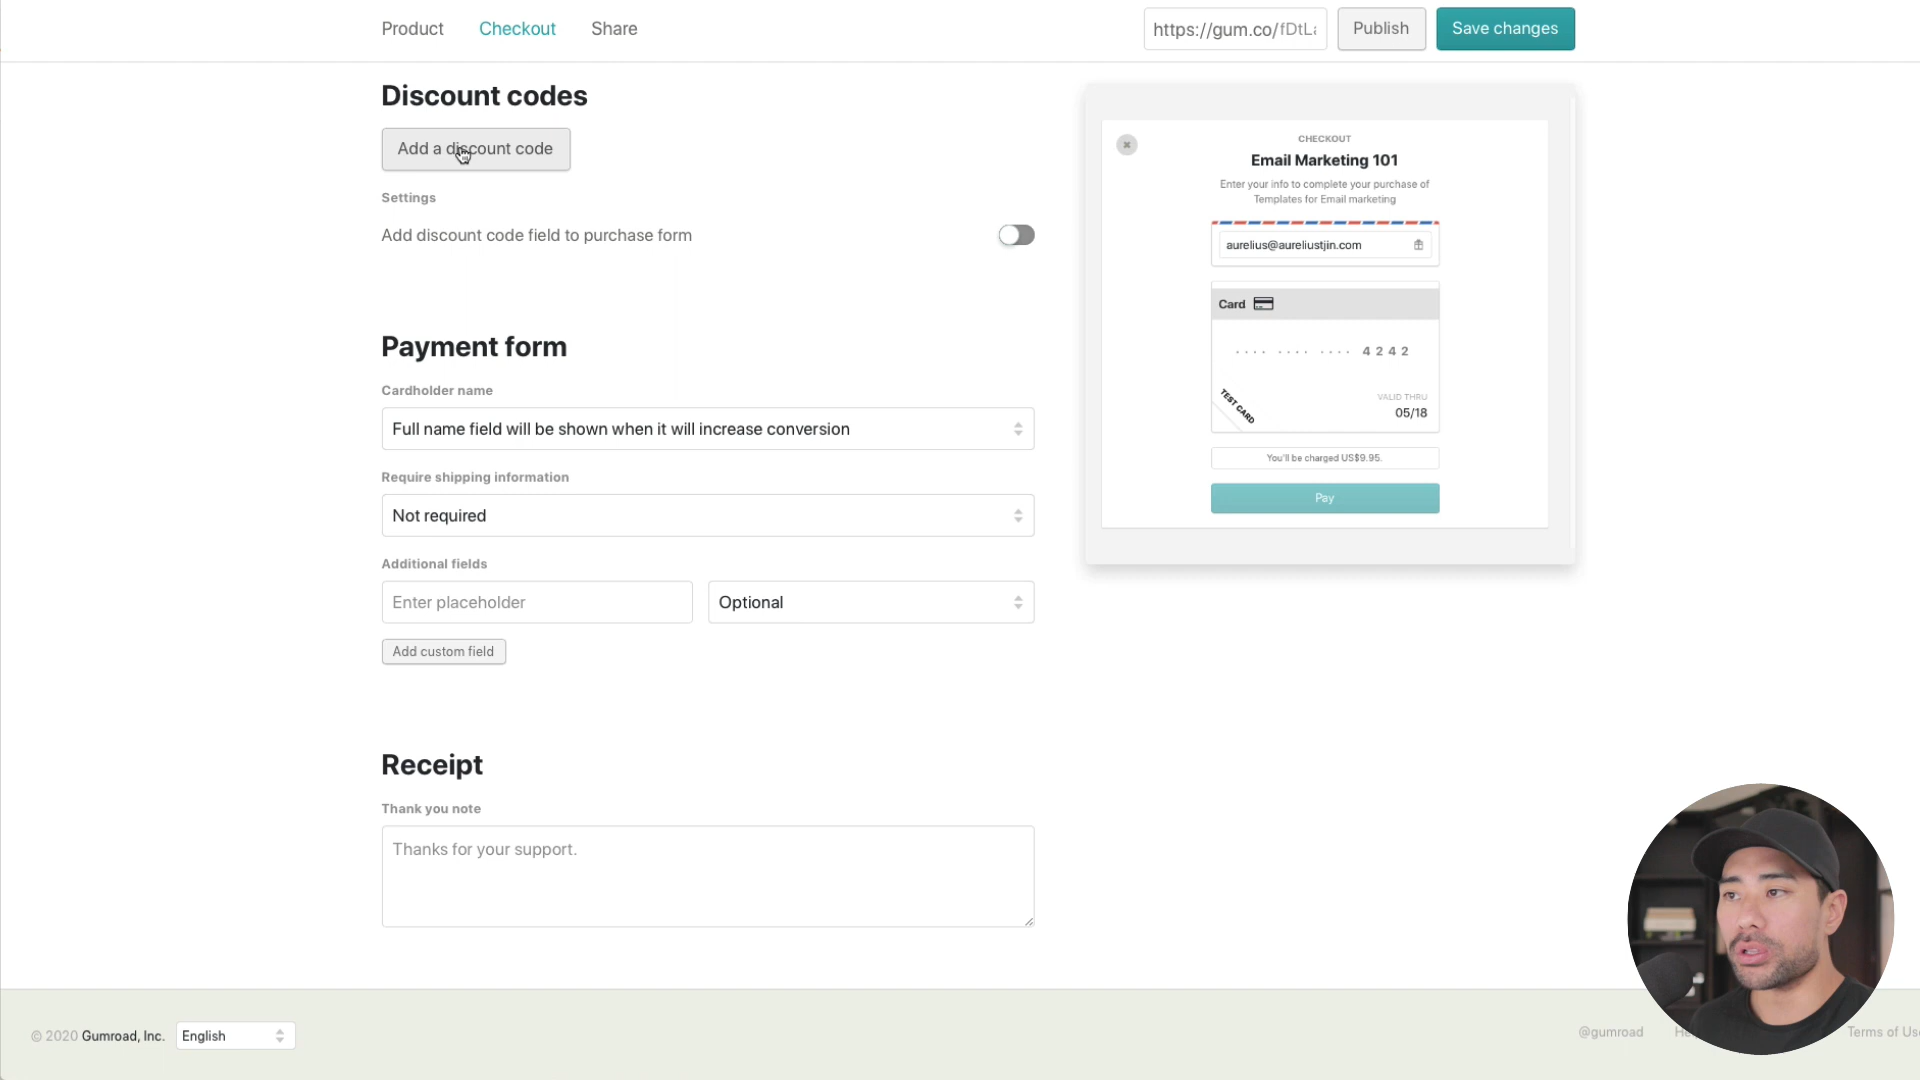 Product Checkout Share
https://gum.co/fDtL
Publish
Save changes
Discount codes
Add a discount code
Settings
Add discount code field to purchase form
Payment form
Cardholder name
Full name field will be shown when it will increase conversion
Require shipping information
Not required
Additional fields
Enter placeholder
Optional
Add custom field
Receipt
Thank you note
Thanks for your support.
CHECKOUT
Email Marketing 101
Enter your info to complete your purchase of
Templates for Email marketing
aurelius@aureliustjin.com
Card
···· ···· ···· 4242
TEST CARD
VALID THRU
05/18
You'll be charged US$9.95.
Pay
© 2020 Gumroad, Inc.
English
@gumroad
Terms of